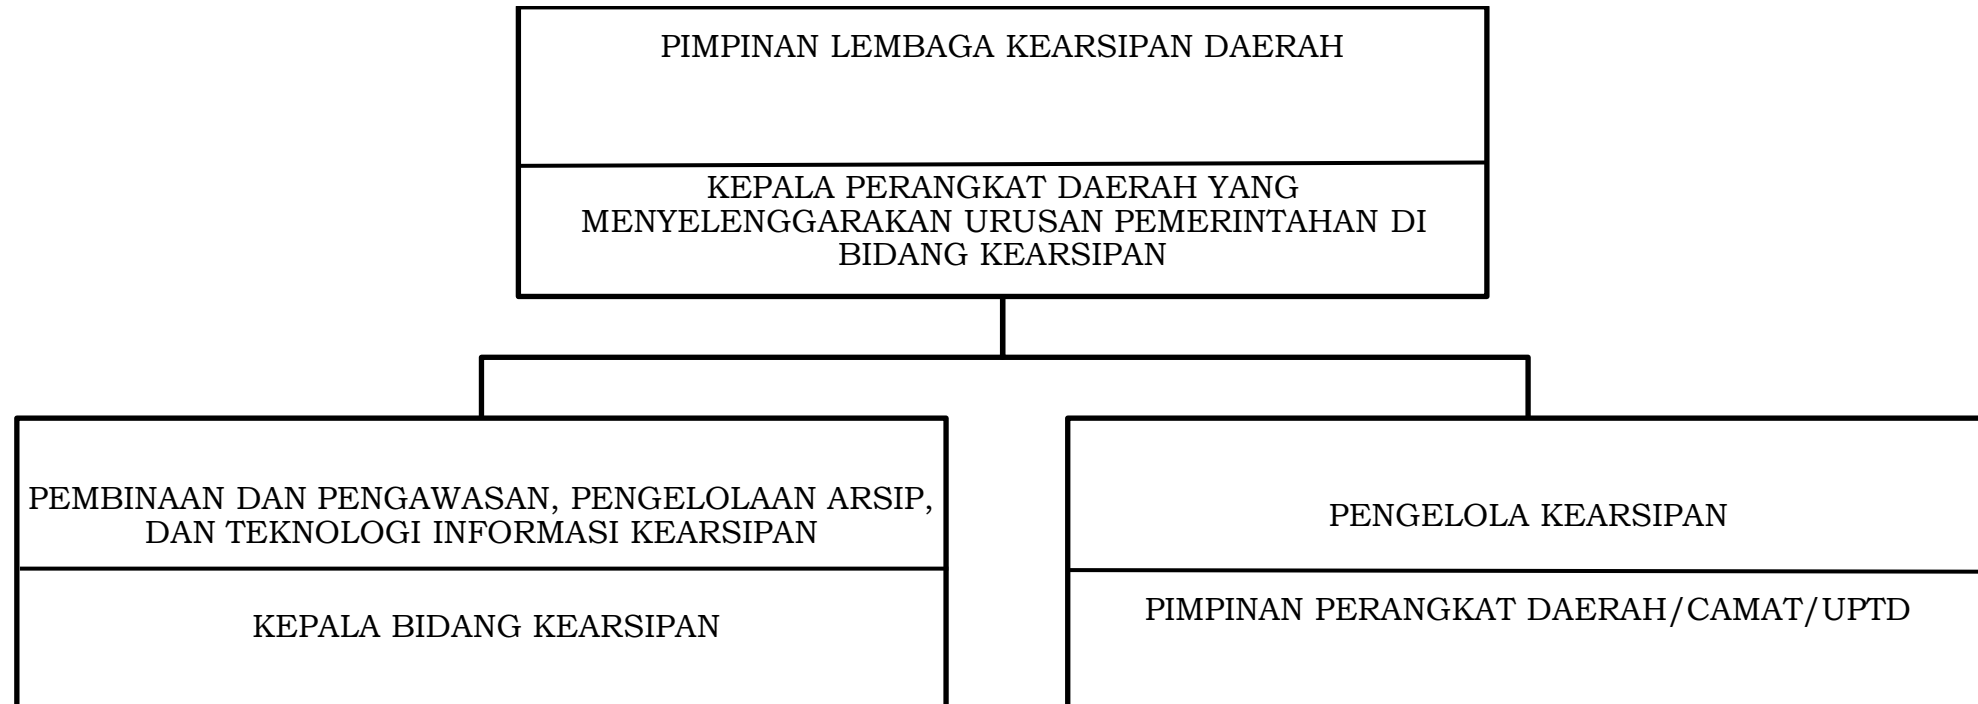 PIMPINAN LEMBAGA KEARSIPAN DAERAH
KEPALA PERANGKAT DAERAH YANG
MENYELENGGARAKAN URUSAN PEMERINTAHAN DI
BIDANG KEARSIPAN
PEMBINAAN DAN PENGAWASAN, PENGELOLAAN ARSIP,
DAN TEKNOLOGI INFORMASI KEARSIPAN
KEPALA BIDANG KEARSIPAN
PENGELOLA KEARSIPAN
PIMPINAN PERANGKAT DAERAH/CAMAT/UPTD